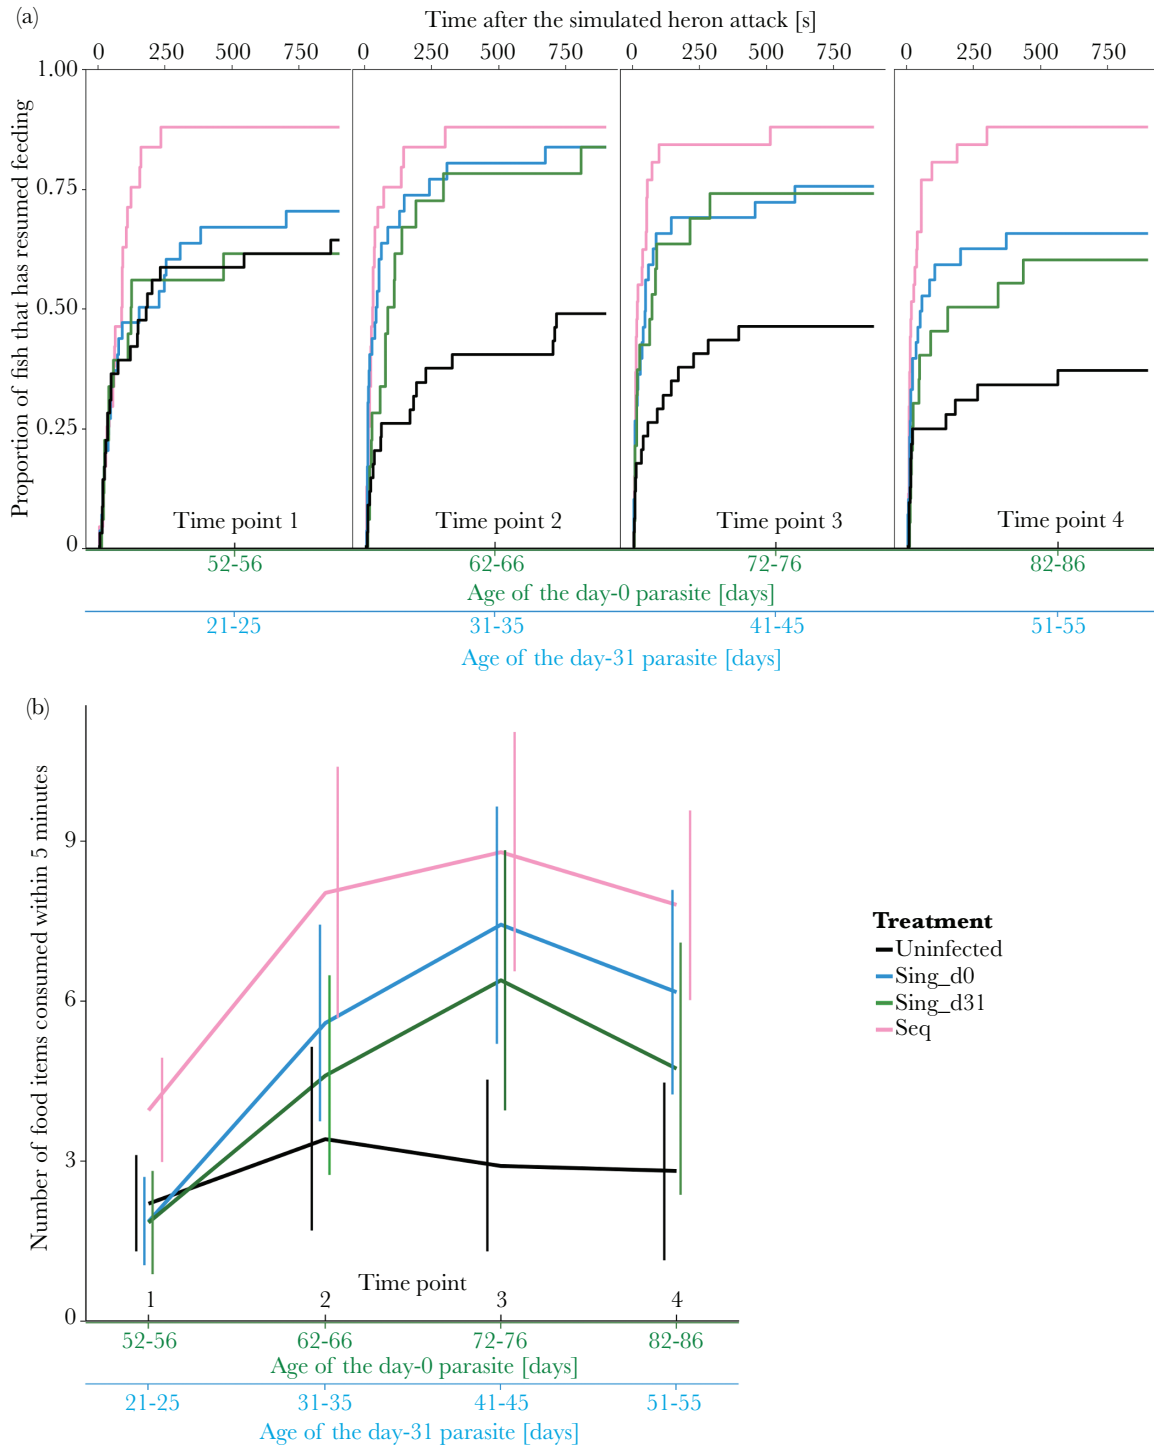 (a)
Time after the simulated heron attack [s]
0 250 500 750 0 250 500 750 0 250 500 750 0 250 500 750
Proportion of fish that has resumed feeding
1.00
0.75
0.50
0.25
0
Time point 1 Time point 2 Time point 3 Time point 4
52-56 62-66 72-76 82-86
Age of the day-0 parasite [days]
21-25 31-35 41-45 51-55
Age of the day-31 parasite [days]
(b)
Number of food items consumed within 5 minutes
9
6
3
0
Treatment
Uninfected
Sing_d0
Sing_d31
Seq
Time point
1 2 3 4
52-56 62-66 72-76 82-86
Age of the day-0 parasite [days]
21-25 31-35 41-45 51-55
Age of the day-31 parasite [days]